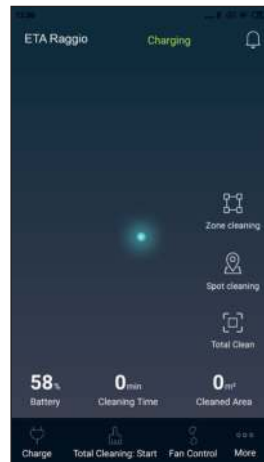 ETA Raggio Charging
Zone cleaning
Spot cleaning
Total Clean
58% 0min 0m²
Battery Cleaning Time Cleaned Area
Charge Total Cleaning: Start Fan Control More